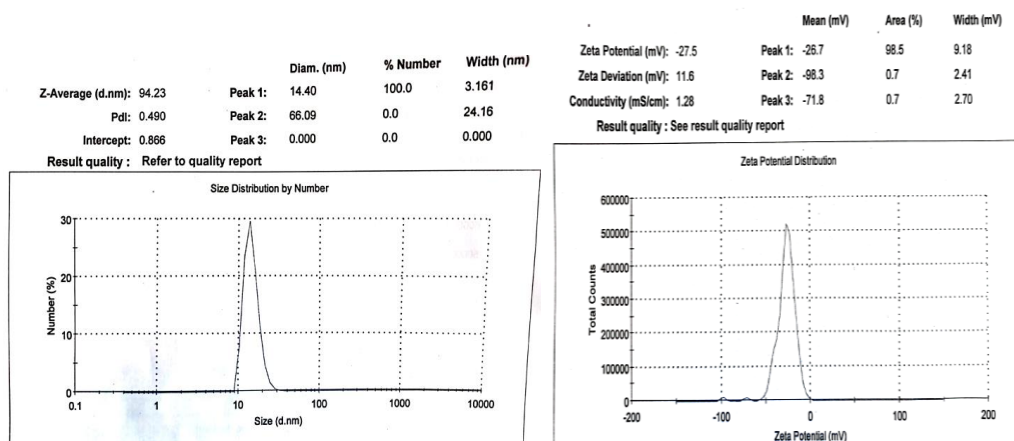 Diam. (nm) % Number Width (nm)
Z-Average (d.nm): 94.23 Peak 1: 14.40 100.0 3.161
PdI: 0.490 Peak 2: 66.09 0.0 24.16
Intercept: 0.866 Peak 3: 0.000 0.0 0.000
Result quality : Refer to quality report
Size Distribution by Number
Number (%)
30
20
10
0
0.1 1 10 100 1000 10000
Size (d.nm)
Mean (mV) Area (%) Width (mV)
Zeta Potential (mV): -27.5 Peak 1: -26.7 98.5 9.18
Zeta Deviation (mV): 11.6 Peak 2: -98.3 0.7 2.41
Conductivity (mS/cm): 1.28 Peak 3: -71.8 0.7 2.70
Result quality : See result quality report
Zeta Potential Distribution
Total Counts
600000
500000
400000
300000
200000
100000
0
-200 -100 0 100 200
Zeta Potential (mV)